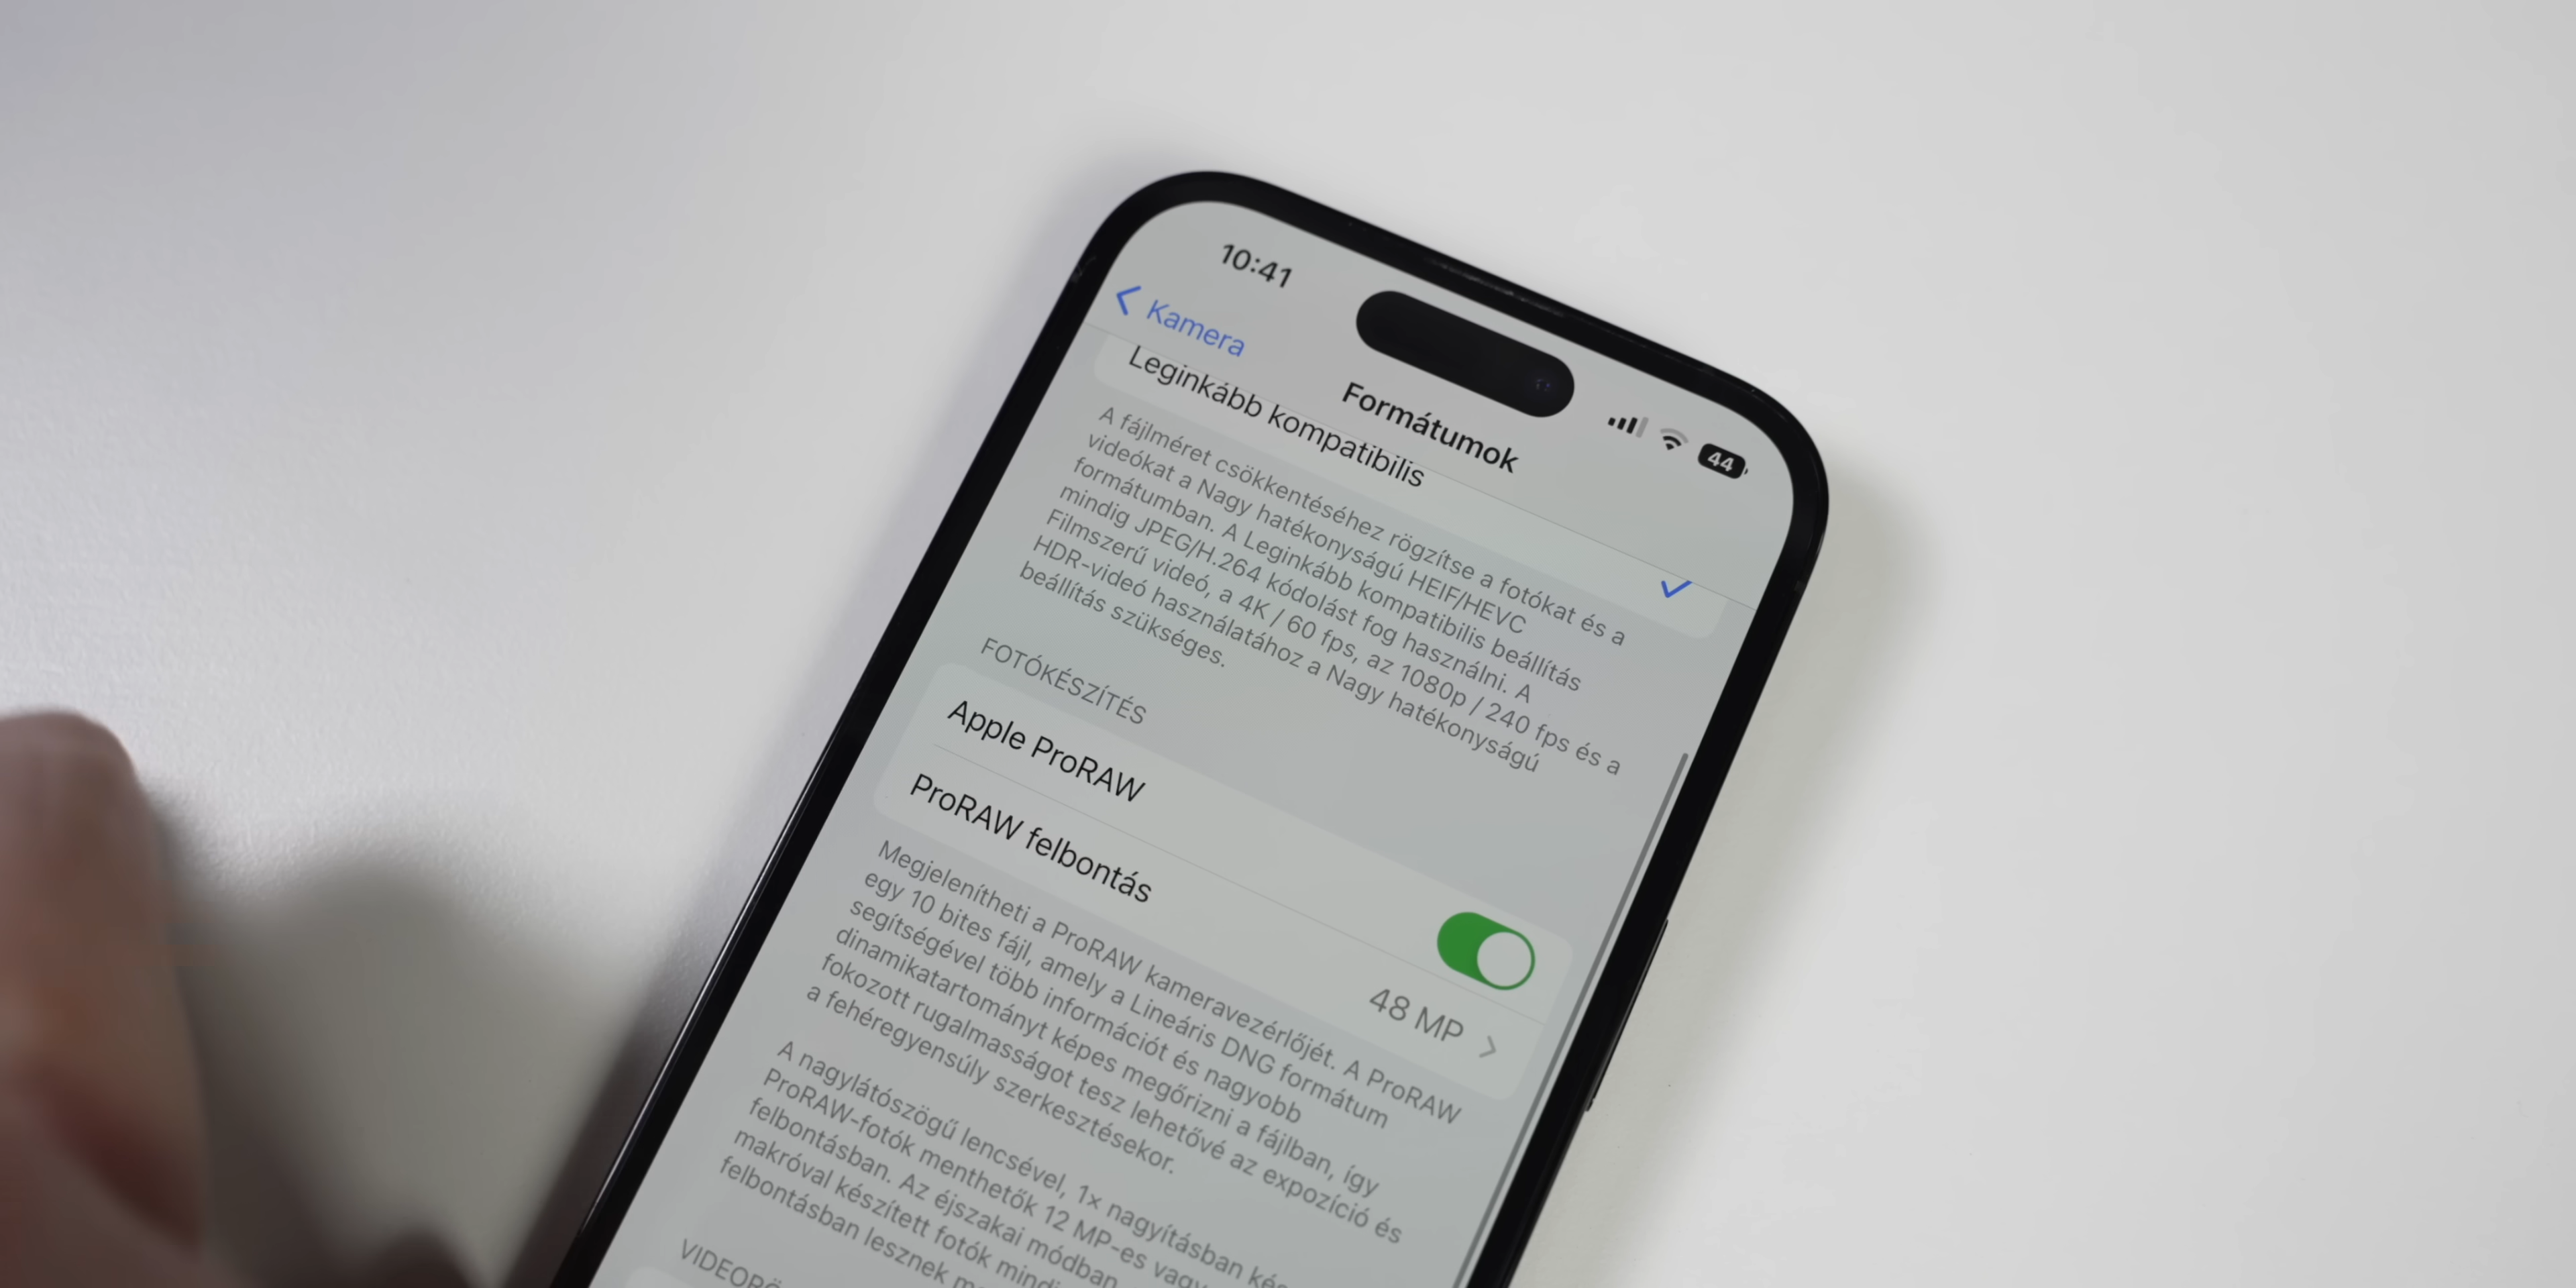 10:41
44
Kamera
Formátumok
Leginkább kompatibilis
A fájlméret csökkentéséhez rögzítse a fotókat és a
videókat a Nagy hatékonyságú HEIF/HEVC
formátumban. A Leginkább kompatibilis beállítás
mindig JPEG/H.264 kódolást fog használni. A
Filmszerű videó, a 4K / 60 fps, az 1080p / 240 fps és a
HDR-videó használatához a Nagy hatékonyságú
beállítás szükséges.
FOTÓKÉSZÍTÉS
Apple ProRAW
ProRAW felbontás
48 MP
Megjelenítheti a ProRAW kameravezérlőjét. A ProRAW
egy 10 bites fájl, amely a Lineáris DNG formátum
segítségével több információt és nagyobb
dinamikatartományt képes megőrizni a fájlban, így
fokozott rugalmasságot tesz lehetővé az expozíció és
a fehéregyensúly szerkesztésekor.
A nagylátószögű lencsével, 1× nagyításban
ProRAW-fotók menthetők 12 MP-es vagy
felbontásban. Az éjszakai módban
makróval készített fotók
felbontásban lesznek